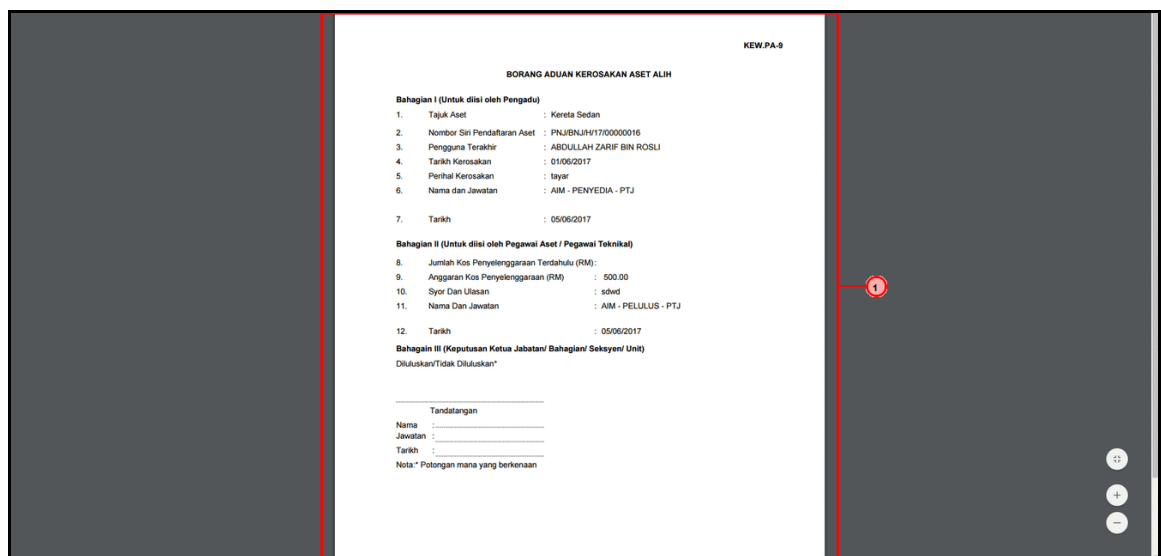 KEW.PA-9
BORANG ADUAN KEROSAKAN ASET ALIH
Bahagian I (Untuk diisi oleh Pengadu)
1. Tajuk Aset : Kereta Sedan
2. Nombor Siri Pendaftaran Aset : PNJ/BNJ/H/17/00000016
3. Pengguna Terakhir : ABDULLAH ZARIF BIN ROSLI
4. Tarikh Kerosakan : 01/06/2017
5. Perihal Kerosakan : tayar
6. Nama dan Jawatan : AIM - PENYEDIA - PTJ
7. Tarikh : 05/06/2017
Bahagian II (Untuk diisi oleh Pegawai Aset / Pegawai Teknikal)
8. Jumlah Kos Penyelenggaraan Terdahulu (RM) :
9. Anggaran Kos Penyelenggaraan (RM) : 500.00
1
10. Syor Dan Ulasan : sdwd
11. Nama Dan Jawatan : AIM - PELULUS - PTJ
12. Tarikh : 05/06/2017
Bahagain III (Keputusan Ketua Jabatan/ Bahagian/ Seksyen/ Unit)
Diluluskan/Tidak Diluluskan*
Tandatangan
Nama :
Jawatan :
Tarikh :
Nota:* Potongan mana yang berkenaan